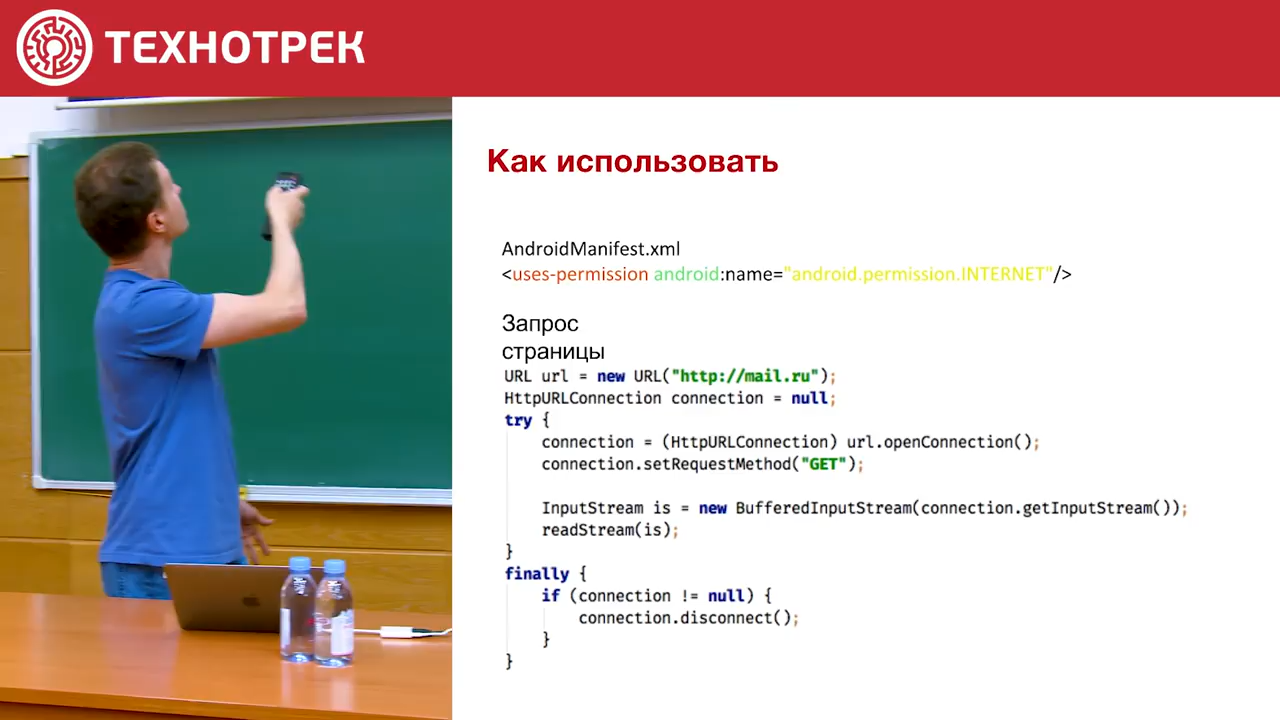 ТЕХНОТРЕК
Как использовать
AndroidManifest.xml
<uses-permission android:name="android.permission.INTERNET"/>
Запрос
страницы
URL url = new URL("http://mail.ru");
HttpURLConnection connection = null;
try {
    connection = (HttpURLConnection) url.openConnection();
    connection.setRequestMethod("GET");
    InputStream is = new BufferedInputStream(connection.getInputStream());
    readStream(is);
}
finally {
    if (connection != null) {
        connection.disconnect();
    }
}